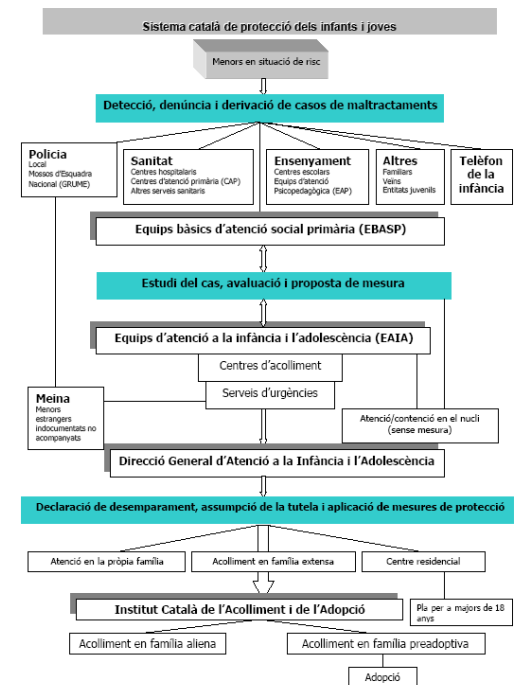 Sistema català de protecció dels infants i joves
Menors en situació de risc
Detecció, denúncia i derivació de casos de maltractaments
Policia
Local
Mossos d'Esquadra
Nacional (GRUME)
Sanitat
Centres hospitalaris
Centres d'atenció primària (CAP)
Altres serveis sanitaris
Ensenyament
Centres escolars
Equips d'atenció
Psicopedagògica (EAP)
Altres
Familiars
Veïns
Entitats juvenils
Telèfon
de la
infància
Equips bàsics d'atenció social primària (EBASP)
Estudi del cas, avaluació i proposta de mesura
Equips d'atenció a la infància i l'adolescència (EAIA)
Centres d'acolliment
Serveis d'urgències
Meina
Menors
estrangers
indocumentats no
acompanyats
Atenció/contenció en el nucli
(sense mesura)
Direcció General d'Atenció a la Infància i l'Adolescència
Declaració de desemparament, assumpció de la tutela i aplicació de mesures de protecció
Atenció en la pròpia família
Acolliment en família extensa
Centre residencial
Institut Català de l'Acolliment i de l'Adopció
Pla per a majors de 18
anys
Acolliment en família aliena
Acolliment en família preadoptiva
Adopció